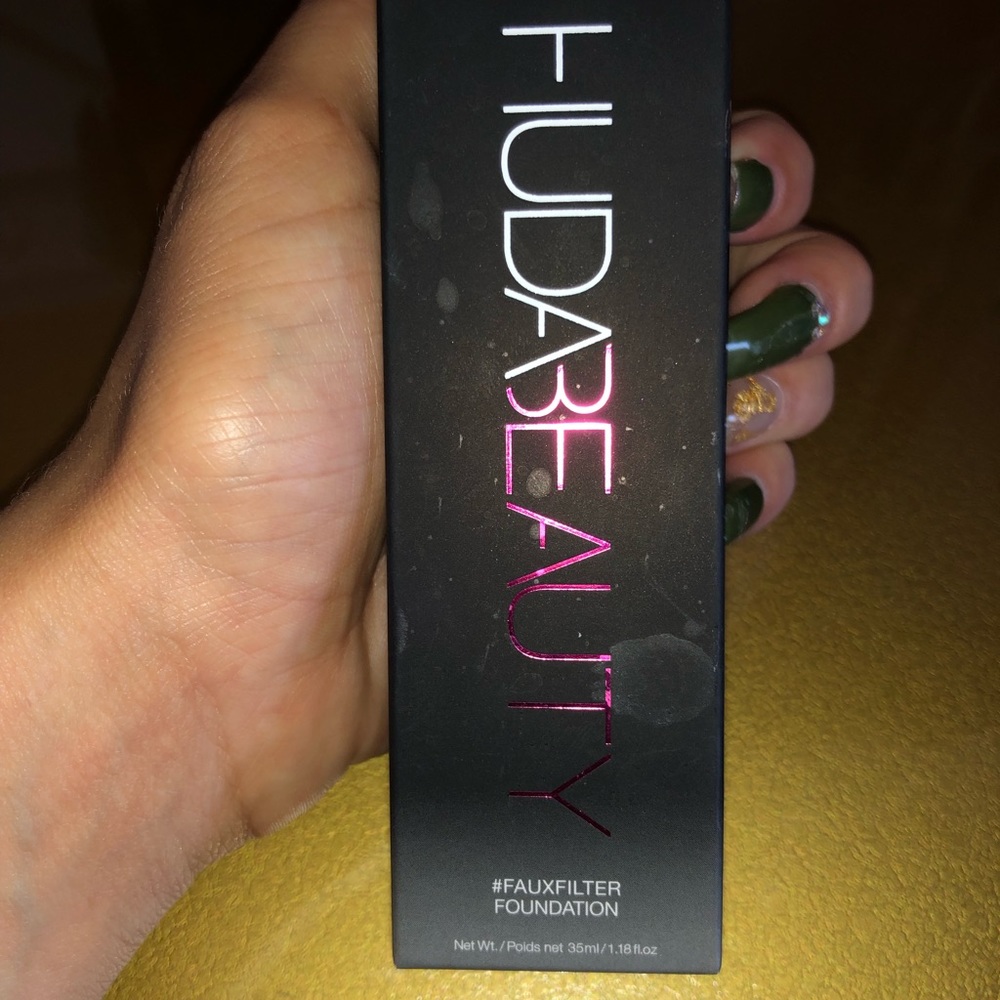 HUDABEAUTY
#FAUXFILTER
FOUNDATION
Net Wt./Poids net 35ml/1.18 fl.oz